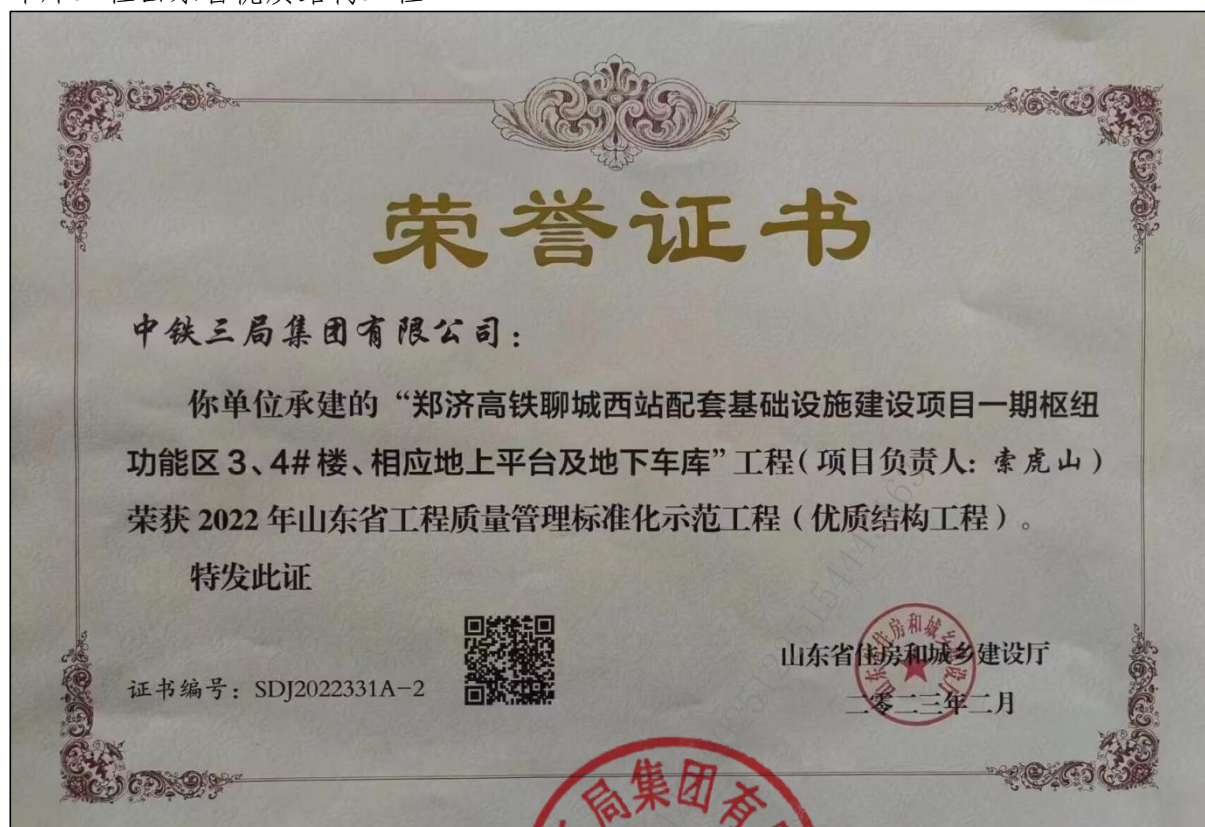 荣誉证书
中铁三局集团有限公司：
你单位承建的“郑济高铁聊城西站配套基础设施建设项目一期枢纽
功能区3、4#楼、相应地上平台及地下车库”工程（项目负责人：索虎山）
荣获2022年山东省工程质量管理标准化示范工程（优质结构工程）。
特发此证
山东省住房和城乡建设厅
证书编号：SDJ2022331A-2
二零二三年二月
局集团有